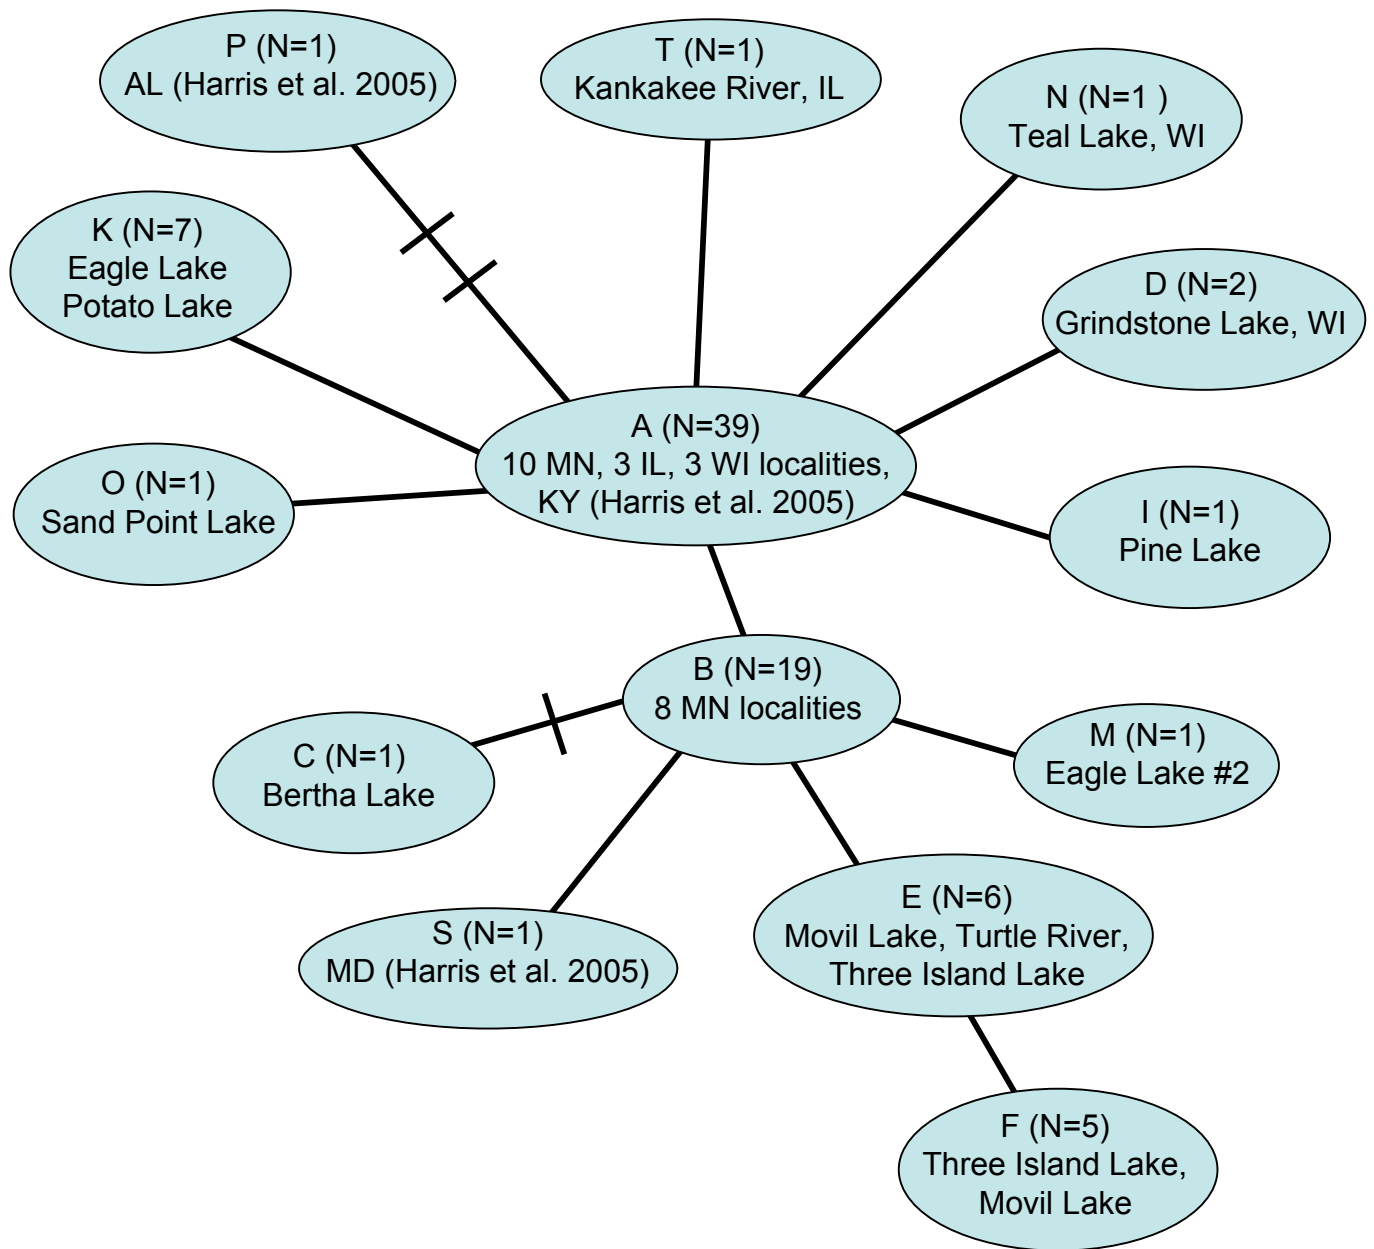 P (N=1)
AL (Harris et al. 2005)
T (N=1)
Kankakee River, IL
N (N=1 )
Teal Lake, WI
K (N=7)
Eagle Lake
Potato Lake
D (N=2)
Grindstone Lake, WI
A (N=39)
10 MN, 3 IL, 3 WI localities,
KY (Harris et al. 2005)
O (N=1)
Sand Point Lake
I (N=1)
Pine Lake
B (N=19)
8 MN localities
C (N=1)
Bertha Lake
M (N=1)
Eagle Lake #2
S (N=1)
MD (Harris et al. 2005)
E (N=6)
Movil Lake, Turtle River,
Three Island Lake
F (N=5)
Three Island Lake,
Movil Lake